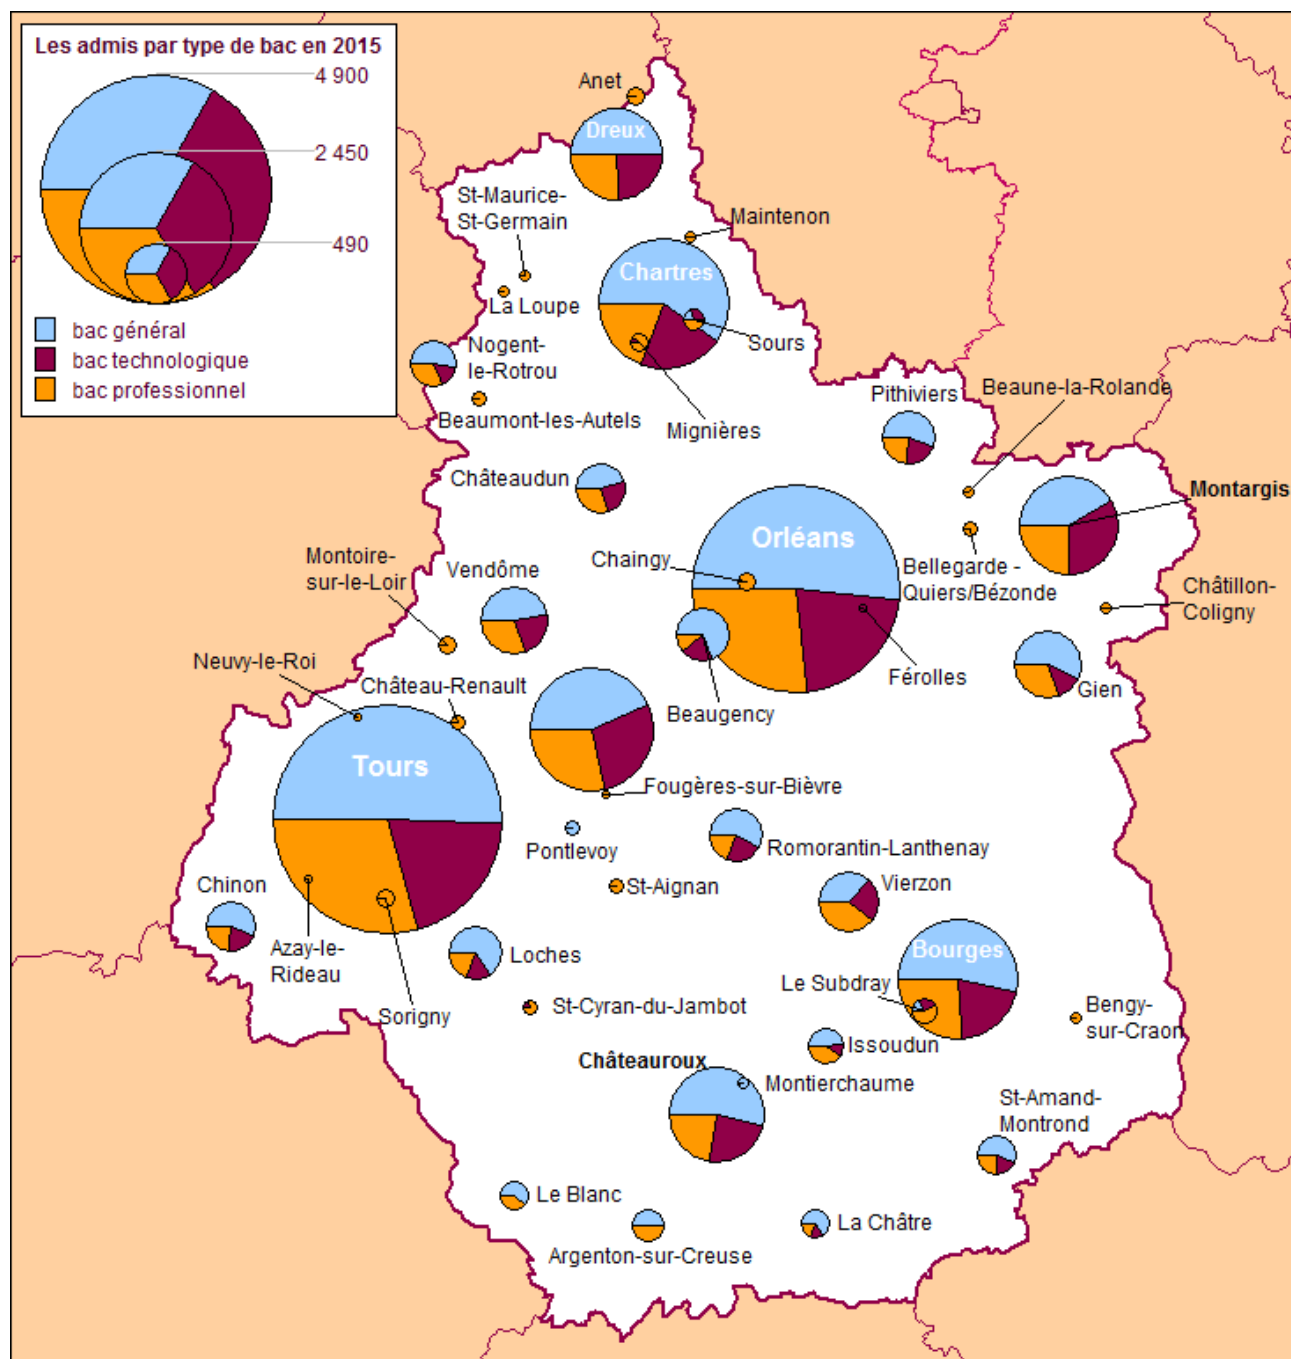 Les admis par type de bac en 2015
4 900
2 450
490
bac général
bac technologique
bac professionnel
Anet
Dreux
St-Maurice-
St-Germain
Maintenon
Chartres
La Loupe
Sours
Nogent-
le-Rotrou
Beaumont-les-Autels
Mignières
Pithiviers
Beaune-la-Rolande
Châteaudun
Montargis
Orléans
Chaingy
Bellegarde -
Quiers/Bézonde
Montoire-
sur-le-Loir
Vendôme
Châtillon-
Coligny
Neuvy-le-Roi
Château-Renault
Férolles
Gien
Beaugency
Tours
Fougères-sur-Bièvre
Pontlevoy
Romorantin-Lanthenay
St-Aignan
Vierzon
Chinon
Azay-le-
Rideau
Loches
Bourges
Le Subdray
Sorigny
St-Cyran-du-Jambot
Bengy-
sur-Craon
Issoudun
Châteauroux
Montierchaume
St-Amand-
Montrond
Le Blanc
La Châtre
Argenton-sur-Creuse